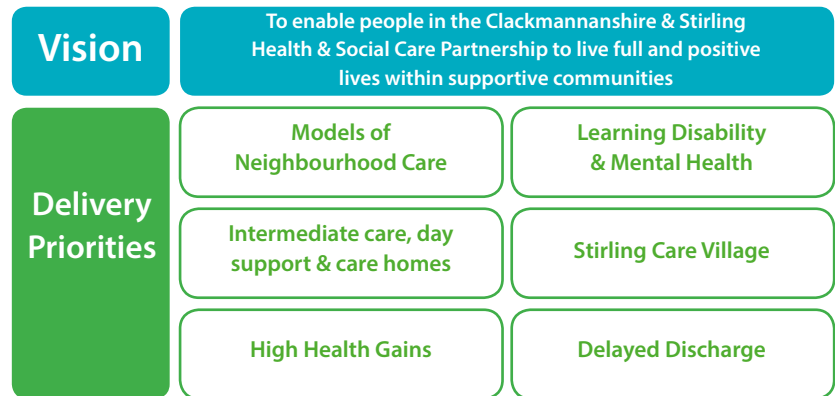 Vision
To enable people in the Clackmannanshire & Stirling
Health & Social Care Partnership to live full and positive
lives within supportive communities
Delivery
Priorities
Models of
Neighbourhood Care
Learning Disability
& Mental Health
Intermediate care, day
support & care homes
Stirling Care Village
High Health Gains
Delayed Discharge